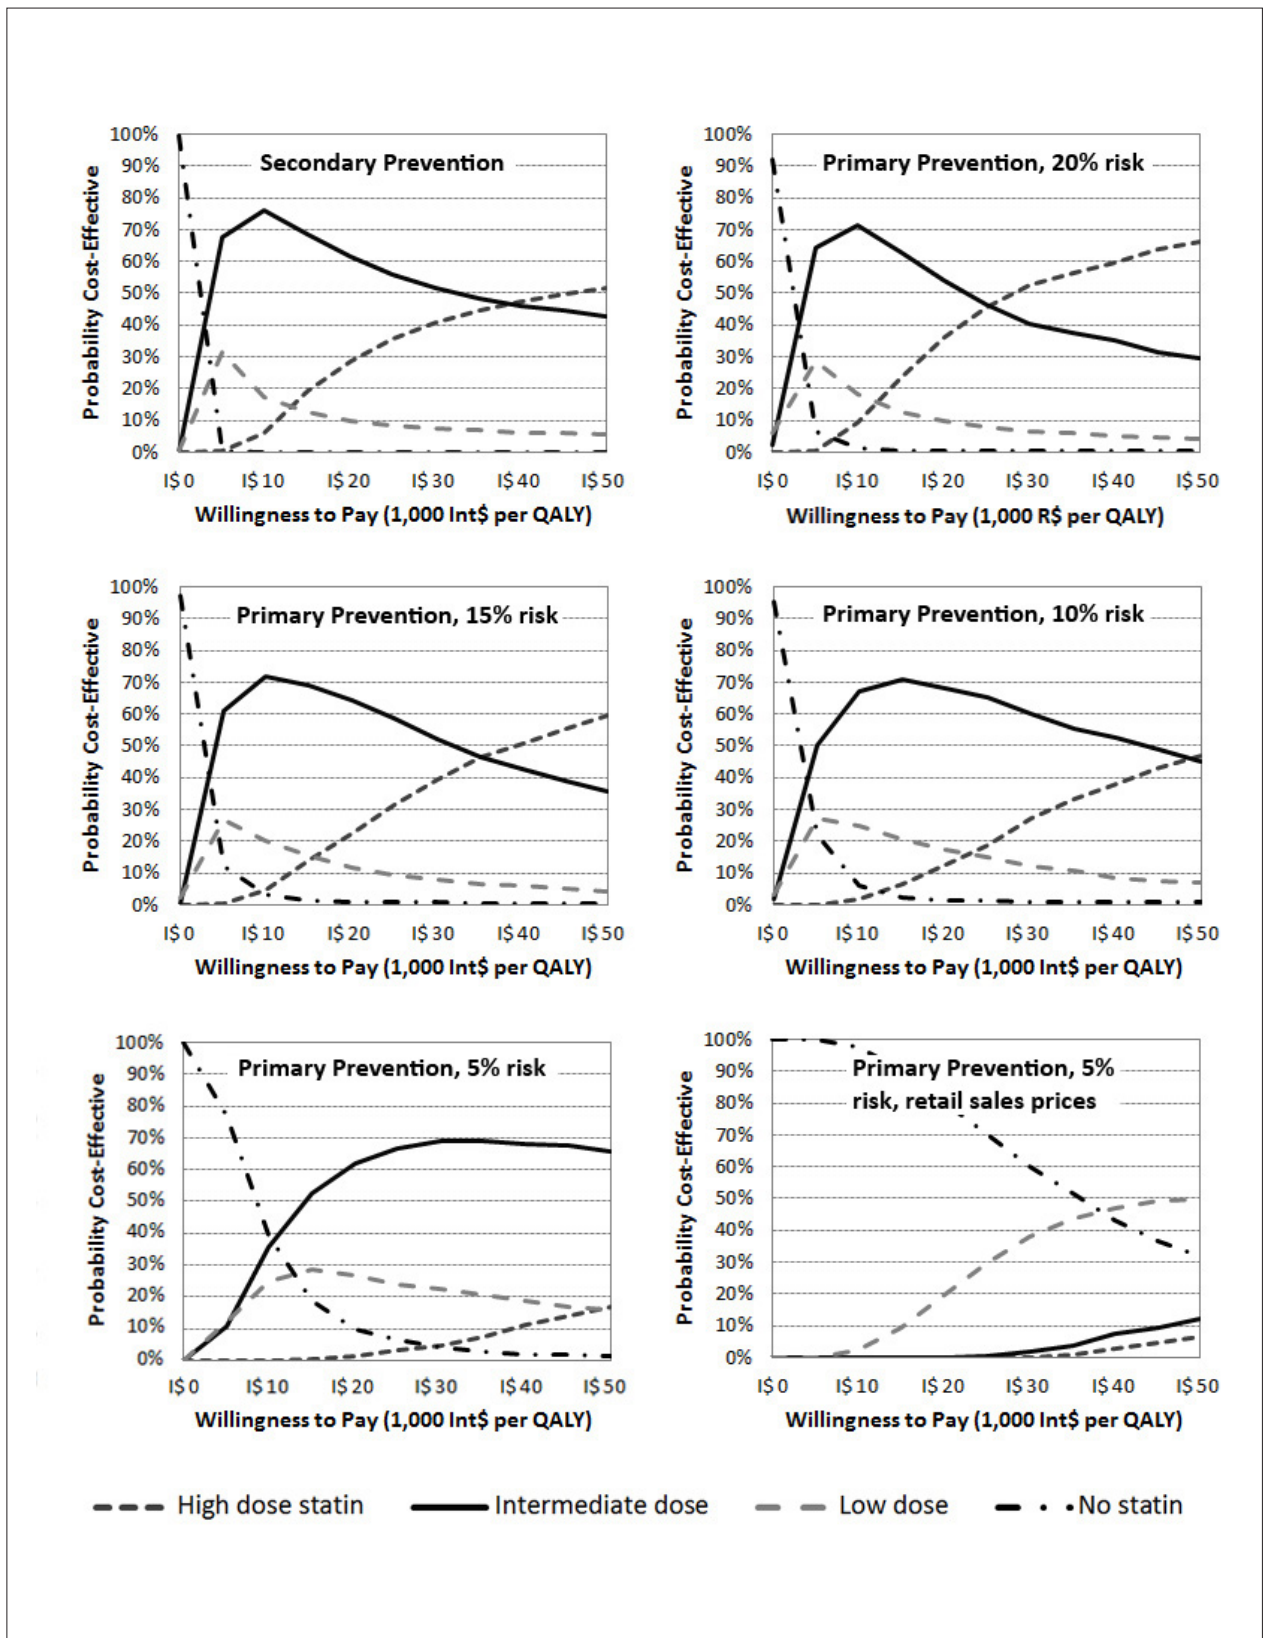 Secondary Prevention
Probability Cost-Effective
100%
90%
80%
70%
60%
50%
40%
30%
20%
10%
0%
I$ 0 I$ 10 I$ 20 I$ 30 I$ 40 I$ 50
Willingness to Pay (1,000 Int$ per QALY)
Primary Prevention, 20% risk
Probability Cost-Effective
100%
90%
80%
70%
60%
50%
40%
30%
20%
10%
0%
I$ 0 I$ 10 I$ 20 I$ 30 I$ 40 I$ 50
Willingness to Pay (1,000 R$ per QALY)
Primary Prevention, 15% risk
Probability Cost-Effective
100%
90%
80%
70%
60%
50%
40%
30%
20%
10%
0%
I$ 0 I$ 10 I$ 20 I$ 30 I$ 40 I$ 50
Willingness to Pay (1,000 Int$ per QALY)
Primary Prevention, 10% risk
Probability Cost-Effective
100%
90%
80%
70%
60%
50%
40%
30%
20%
10%
0%
I$ 0 I$ 10 I$ 20 I$ 30 I$ 40 I$ 50
Willingness to Pay (1,000 Int$ per QALY)
Primary Prevention, 5% risk
Probability Cost-Effective
100%
90%
80%
70%
60%
50%
40%
30%
20%
10%
0%
I$ 0 I$ 10 I$ 20 I$ 30 I$ 40 I$ 50
Willingness to Pay (1,000 Int$ per QALY)
Primary Prevention, 5%
risk, retail sales prices
Probability Cost-Effective
100%
90%
80%
70%
60%
50%
40%
30%
20%
10%
0%
I$ 0 I$ 10 I$ 20 I$ 30 I$ 40 I$ 50
Willingness to Pay (1,000 Int$ per QALY)
High dose statin Intermediate dose Low dose No statin